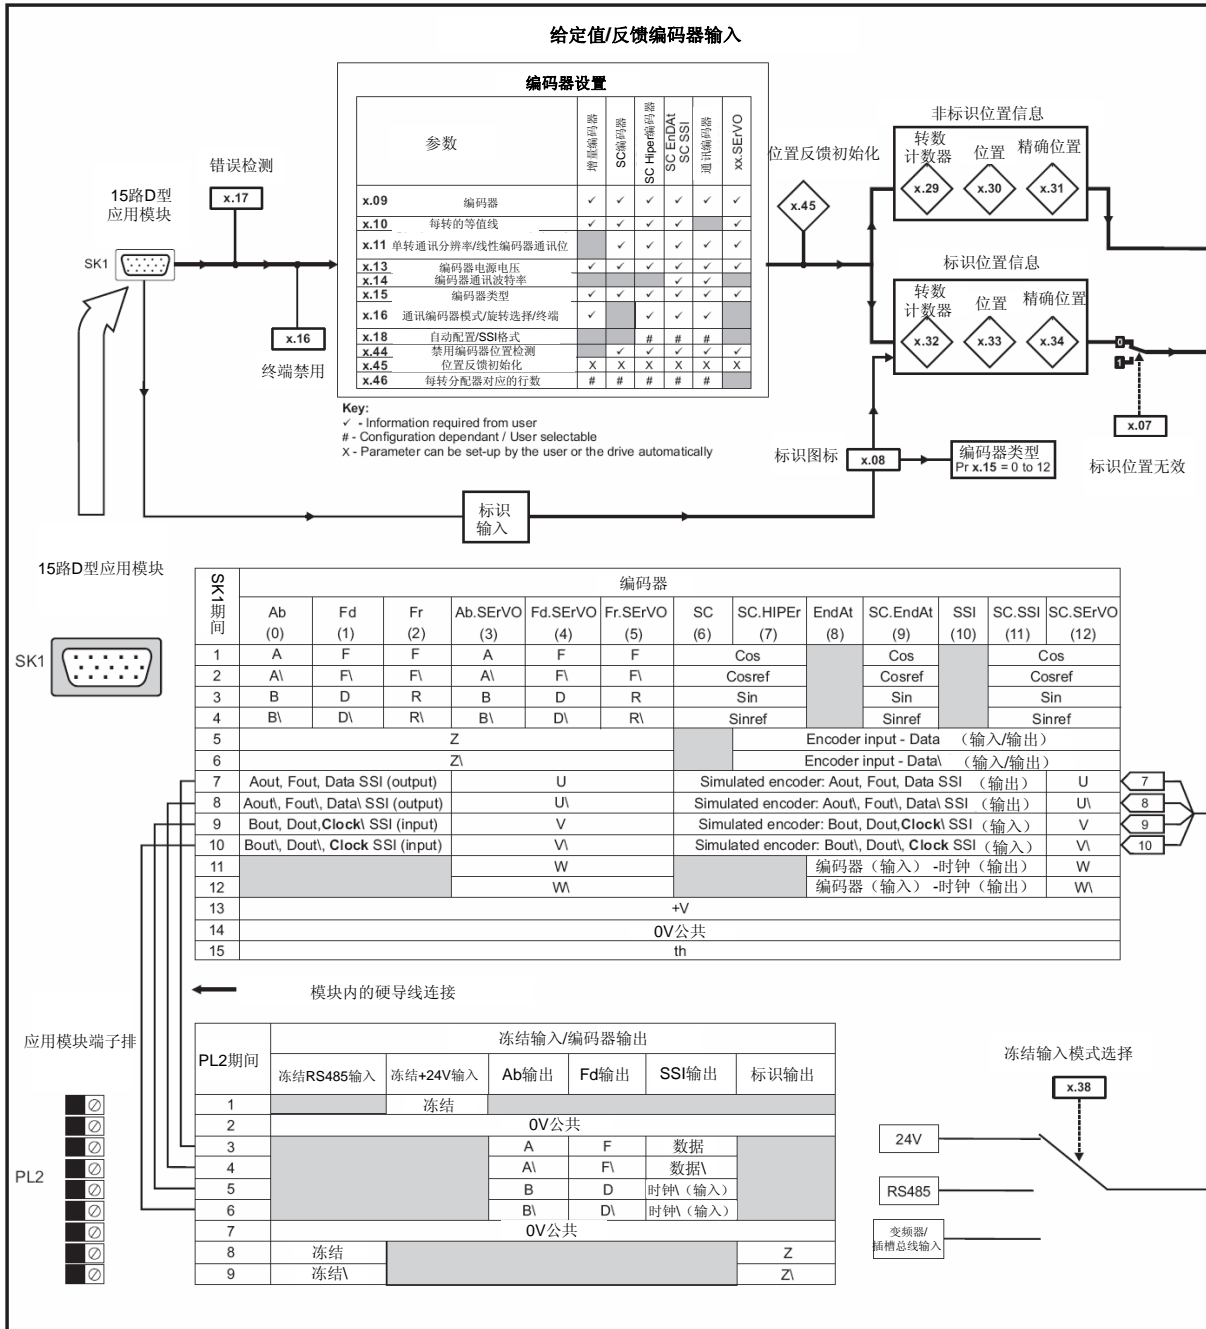 给定值/反馈编码器输入
编码器设置
参数 增量编码器 SC编码器 SC Hiper编码器 SC EnDAt SC SSI 通讯编码器 xx.SErVO
x.09 编码器 ✓ ✓ ✓ ✓ ✓ ✓
x.10 每转的等值线 ✓ ✓ ✓ ✓ ✓
x.11 单转通讯分辨率/线性编码器通讯位 ✓ ✓ ✓ ✓ ✓
x.13 编码器电源电压 ✓ ✓ ✓ ✓ ✓ ✓
x.14 编码器通讯波特率 ✓ ✓
x.15 编码器类型 ✓ ✓ ✓ ✓ ✓ ✓
x.16 通讯编码器模式/旋转选择/终端 ✓ ✓ ✓ ✓
x.18 自动配置/SSI格式 # # #
x.44 禁用编码器位置检测 ✓ ✓ ✓ ✓ ✓
x.45 位置反馈初始化 X X X X X X
x.46 每转分配器对应的行数 # # # # #
Key:
✓ - Information required from user
# - Configuration dependant / User selectable
X - Parameter can be set-up by the user or the drive automatically
15路D型
应用模块
SK1
错误检测
x.17
x.16
终端禁用
位置反馈初始化
x.45
非标识位置信息
转数
计数器 位置 精确位置
x.29 x.30 x.31
标识位置信息
转数
计数器 位置 精确位置
x.32 x.33 x.34
0
1
x.07
标识位置无效
标识图标 x.08
编码器类型
Pr x.15 = 0 to 12
标识
输入
15路D型应用模块
SK1
SK1期间 编码器
Ab Fd Fr Ab.SErVO Fd.SErVO Fr.SErVO SC SC.HIPEr EndAt SC.EndAt SSI SC.SSI SC.SErVO
(0) (1) (2) (3) (4) (5) (6) (7) (8) (9) (10) (11) (12)
1 A F F A F F Cos Cos Cos
2 A\ F\ F\ A\ F\ F\ Cosref Cosref Cosref
3 B D R B D R Sin Sin Sin
4 B\ D\ R\ B\ D\ R\ Sinref Sinref Sinref
5 Z Encoder input - Data （输入/输出）
6 Z\ Encoder input - Data\ （输入/输出）
7 Aout, Fout, Data SSI (output) U Simulated encoder: Aout, Fout, Data SSI （输出） U 7
8 Aout\, Fout\, Data\ SSI (output) U\ Simulated encoder: Aout\, Fout\, Data\ SSI （输出） U\ 8
9 Bout, Dout,Clock\ SSI (input) V Simulated encoder: Bout, Dout,Clock\ SSI （输入） V 9
10 Bout\, Dout\, Clock SSI (input) V\ Simulated encoder: Bout\, Dout\, Clock SSI （输入） V\ 10
11 W 编码器（输入） -时钟（输出） W
12 W\ 编码器（输入） -时钟（输出） W\
13 +V
14 0V公共
15 th
模块内的硬导线连接
应用模块端子排
PL2
PL2期间 冻结输入/编码器输出
冻结RS485输入 冻结+24V输入 Ab输出 Fd输出 SSI输出 标识输出
1 冻结
2 0V公共
3 A F 数据
4 A\ F\ 数据\
5 B D 时钟\（输入）
6 B\ D\ 时钟\（输入）
7 0V公共
8 冻结 Z
9 冻结\ Z\
冻结输入模式选择
x.38
24V
RS485
变频器/
插槽总线输入